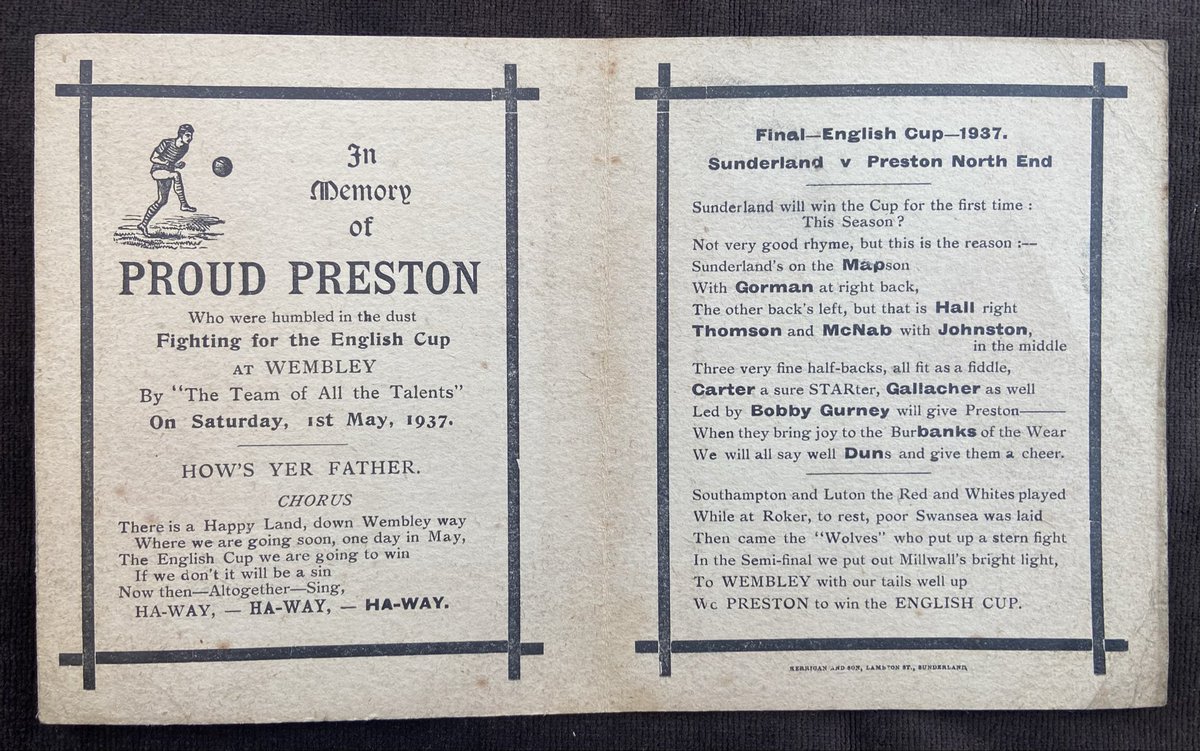 In
Memory
of
PROUD PRESTON
Who were humbled in the dust
Fighting for the English Cup
AT WEMBLEY
By "The Team of All the Talents"
On Saturday, 1st May, 1937.
HOW'S YER FATHER.
CHORUS
There is a Happy Land, down Wembley way
Where we are going soon, one day in May,
The English Cup we are going to win
If we don't it will be a sin
Now then—Altogether—Sing,
HA-WAY, — HA-WAY, — HA-WAY.
Final—English Cup—1937.
Sunderland v Preston North End
Sunderland will win the Cup for the first time :
This Season ?
Not very good rhyme, but this is the reason :--
Sunderland's on the Mapson
With Gorman at right back,
The other back's left, but that is Hall right
Thomson and McNab with Johnston,
in the middle
Three very fine half-backs, all fit as a fiddle,
Carter a sure STARter, Gallacher as well
Led by Bobby Gurney will give Preston———
When they bring joy to the Burbanks of the Wear
We will all say well Duns and give them a cheer.
Southampton and Luton the Red and Whites played
While at Roker, to rest, poor Swansea was laid
Then came the "Wolves" who put up a stern fight
In the Semi-final we put out Millwall's bright light,
To WEMBLEY with our tails well up
We PRESTON to win the ENGLISH CUP.
KERRIGAN AND SON, LAMBTON ST., SUNDERLAND,